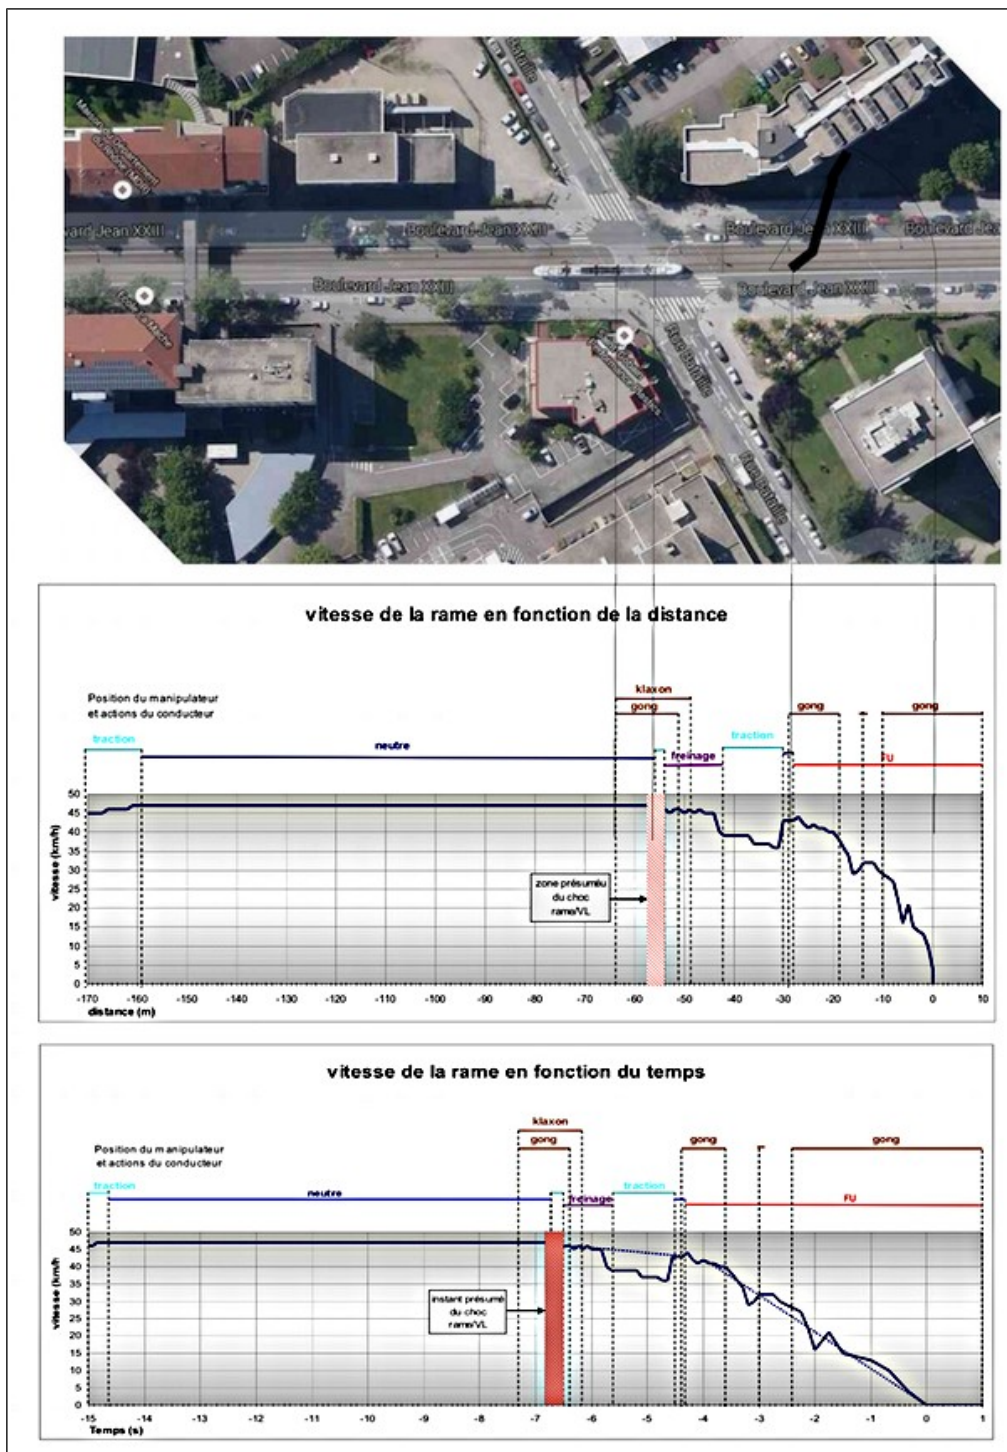 Bataille
Boulevard Jean XXIII
Boulevard Jean XXIII
Boulevard Jean XXIII
Boulevard Jean XXIII
Rue Bataille
Rue Bataille
vitesse de la rame en fonction de la distance
Position du manipulateur
et actions du conducteur
klaxon
gong
gong
gong
traction
neutre
freinage
traction
FU
vitesse (km/h)
50
45
40
35
30
25
20
15
10
5
0
zone présumée
du choc
rame/VL
-170 -160 -150 -140 -130 -120 -110 -100 -90 -80 -70 -60 -50 -40 -30 -20 -10 0 10
distance (m)
vitesse de la rame en fonction du temps
Position du manipulateur
et actions du conducteur
klaxon
gong
gong
gong
traction
neutre
freinage
traction
FU
vitesse (km/h
50
45
40
35
30
25
20
15
10
5
0
instant présumé
du choc
rame/VL
-15 -14 -13 -12 -11 -10 -9 -8 -7 -6 -5 -4 -3 -2 -1 0 1
Temps (s)